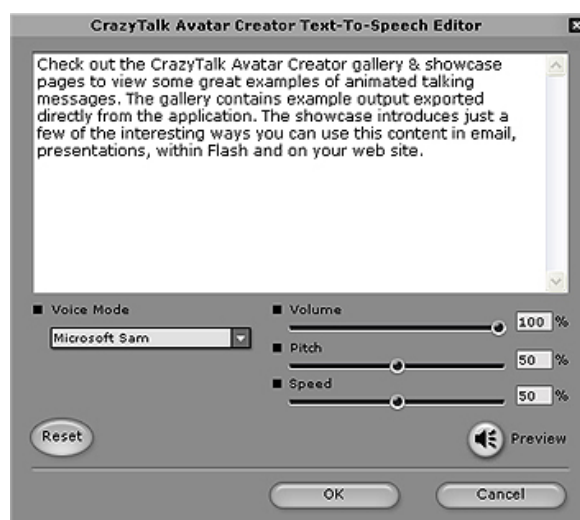 CrazyTalk Avatar Creator Text-To-Speech Editor
Check out the CrazyTalk Avatar Creator gallery & showcase
pages to view some great examples of animated talking
messages. The gallery contains example output exported
directly from the application. The showcase introduces just a
few of the interesting ways you can use this content in email,
presentations, within Flash and on your web site.
Voice Mode
Microsoft Sam
Volume
100 %
Pitch
50 %
Speed
50 %
Reset
Preview
OK
Cancel